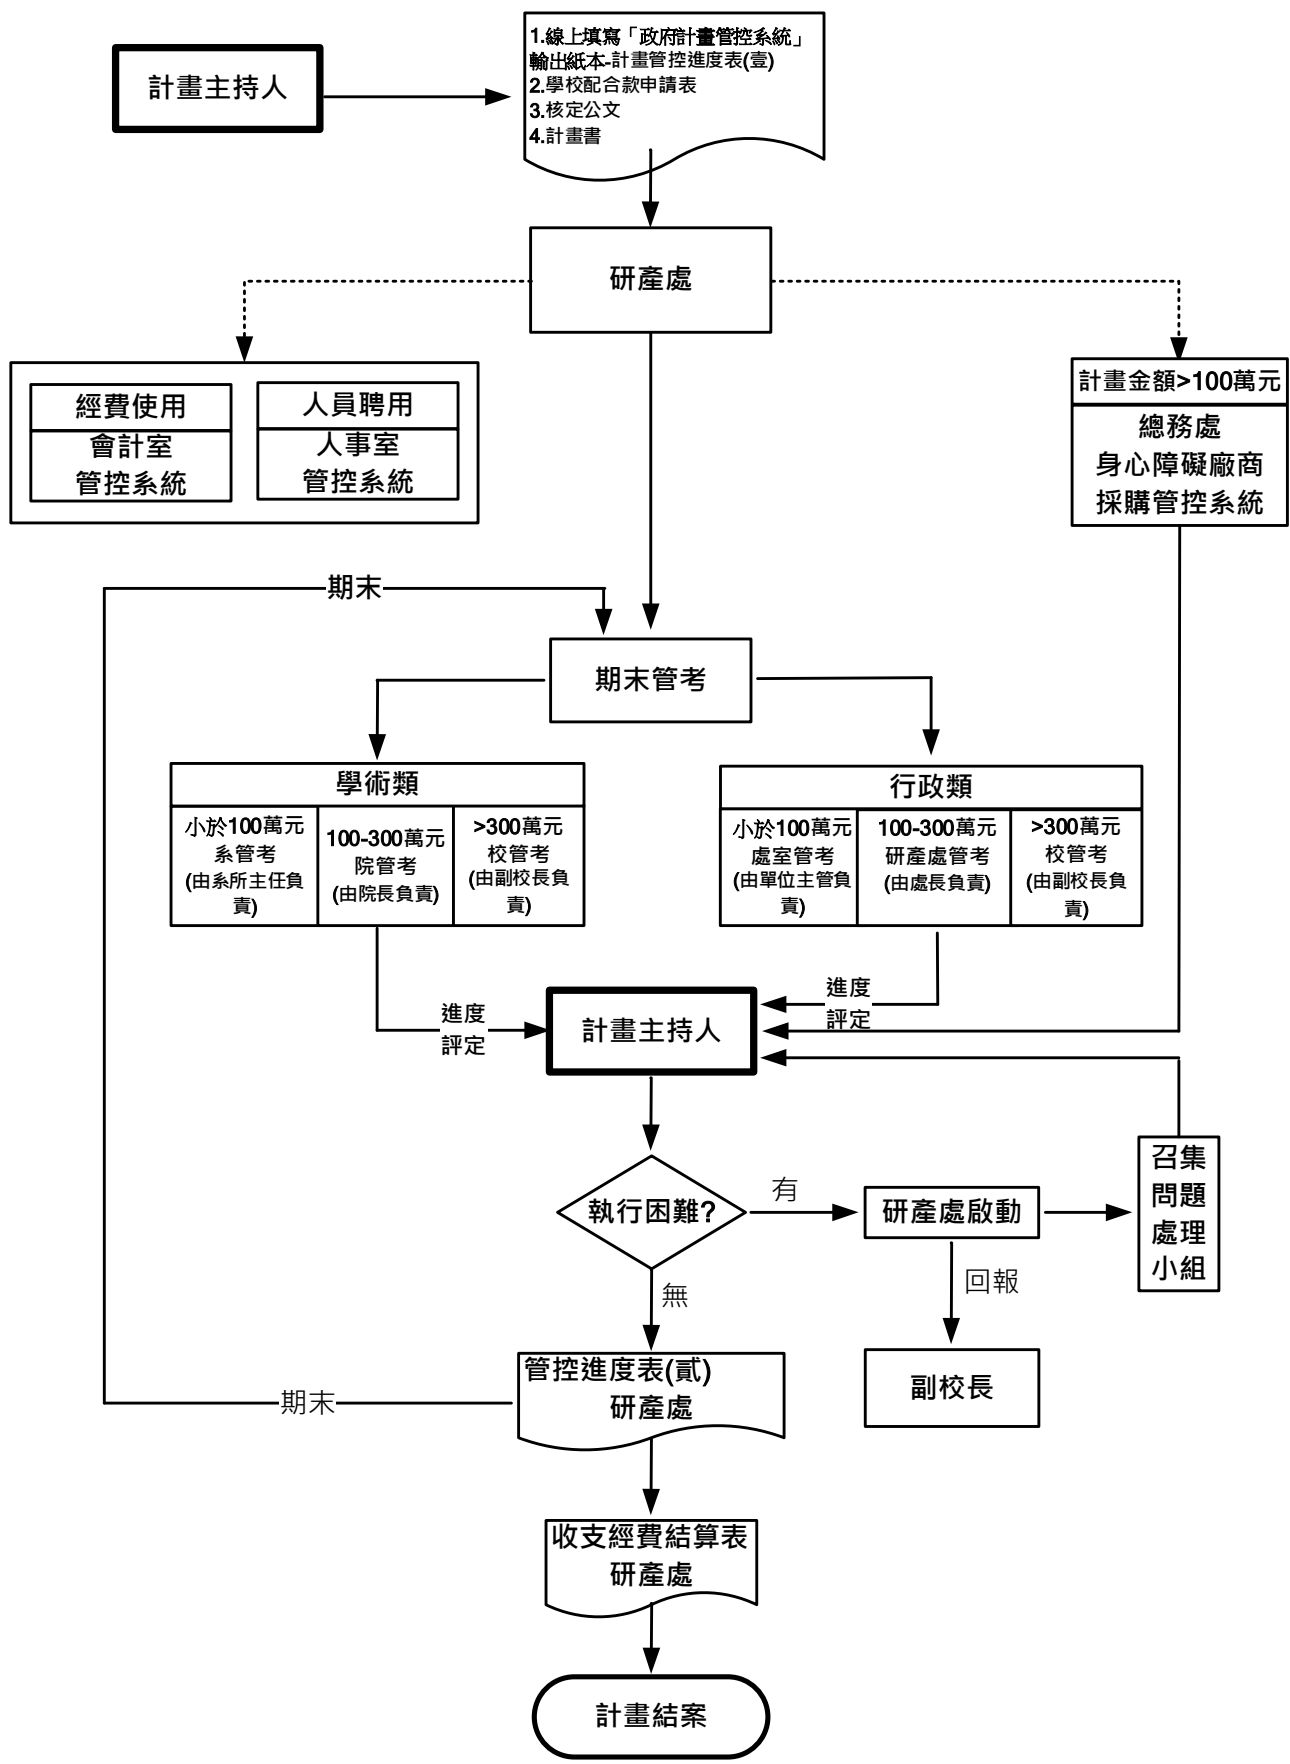 計畫主持人
1.線上填寫「政府計畫管控系統」
輸出紙本-計畫管控進度表(壹)
2.學校配合款申請表
3.核定公文
4.計畫書
研產處
經費使用
會計室
管控系統
人員聘用
人事室
管控系統
計畫金額>100萬元
總務處
身心障礙廠商
採購管控系統
期末
期末管考
學術類
小於100萬元
系管考
(由系所主任負
責)
100-300萬元
院管考
(由院長負責)
>300萬元
校管考
(由副校長負
責)
行政類
小於100萬元
處室管考
(由單位主管負
責)
100-300萬元
研產處管考
(由處長負責)
>300萬元
校管考
(由副校長負
責)
進度
評定
計畫主持人
進度
評定
執行困難?
有
研產處啟動
召集
問題
處理
小組
回報
副校長
無
管控進度表(貳)
研產處
期末
收支經費結算表
研產處
計畫結案